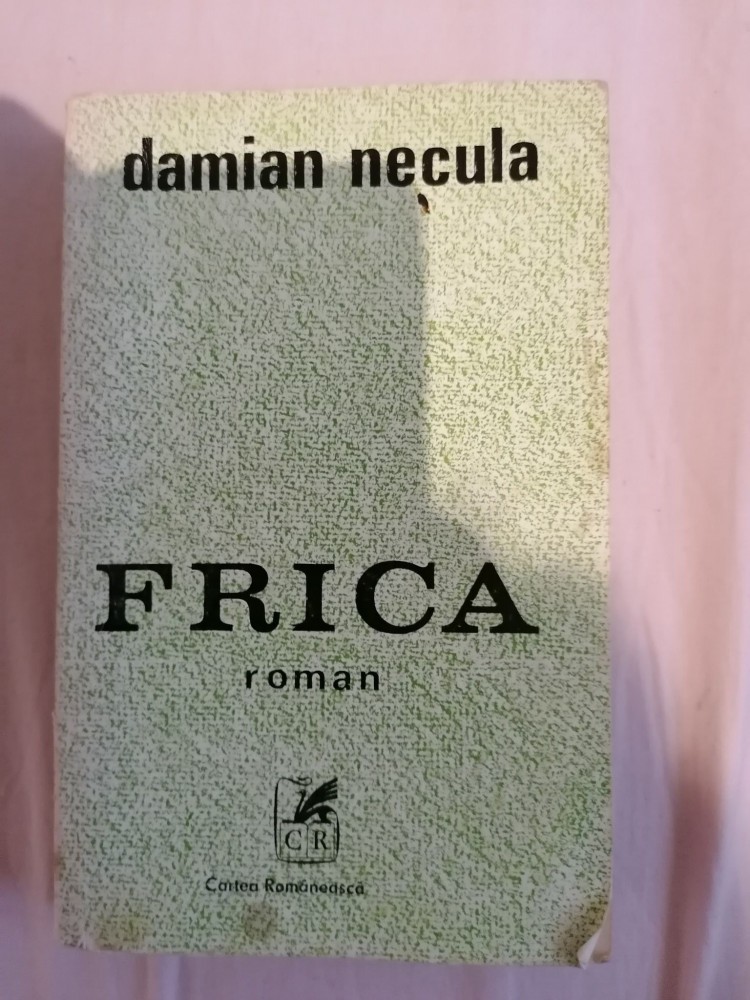 damian necula
FRICA
roman
CR
Cartea Românească